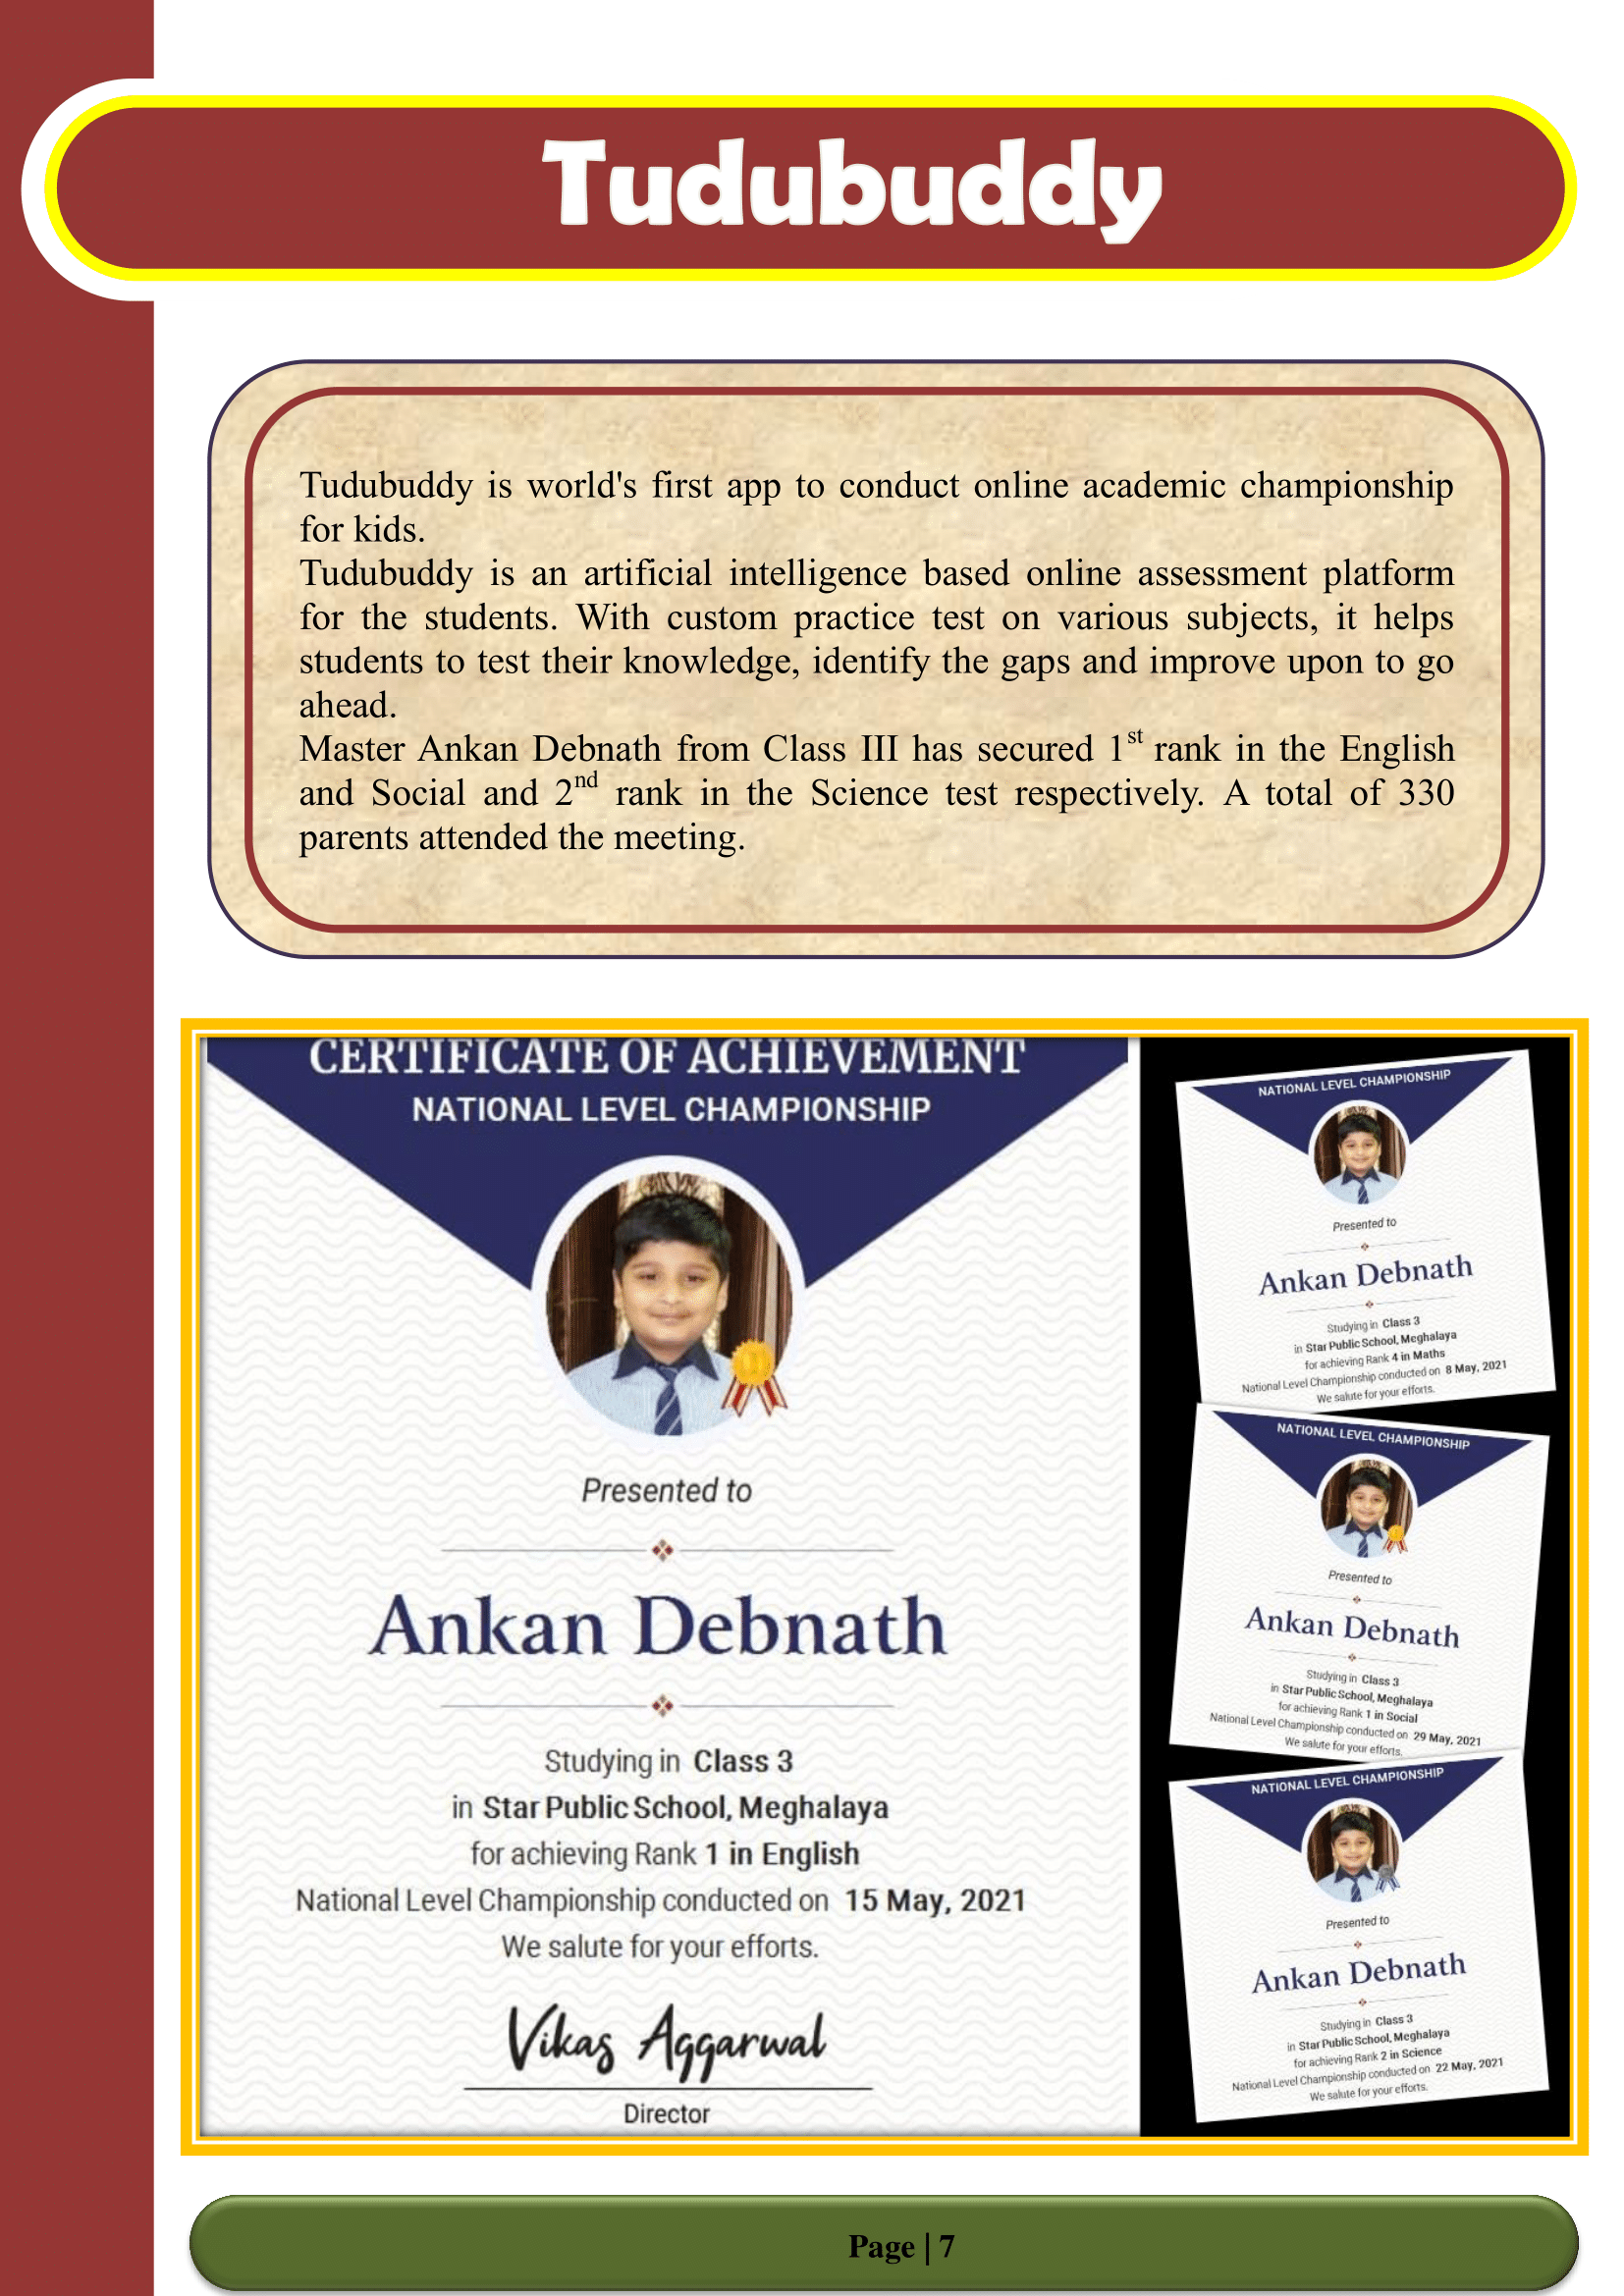 Tudubuddy
Tudubuddy is world's first app to conduct online academic championship
for kids.
Tudubuddy is an artificial intelligence based online assessment platform
for the students. With custom practice test on various subjects, it helps
students to test their knowledge, identify the gaps and improve upon to go
ahead.
Master Ankan Debnath from Class III has secured 1st rank in the English
and Social and 2nd rank in the Science test respectively. A total of 330
parents attended the meeting.
CERTIFICATE OF ACHIEVEMENT
NATIONAL LEVEL CHAMPIONSHIP
Presented to
Ankan Debnath
Studying in Class 3
in Star Public School, Meghalaya
for achieving Rank 1 in English
National Level Championship conducted on 15 May, 2021
We salute for your efforts.
Vikas Aggarwal
Director
NATIONAL LEVEL CHAMPIONSHIP
Presented to
Ankan Debnath
Studying in Class 3
in Star Public School, Meghalaya
for achieving Rank 4 in Maths
National Level Championship conducted on 8 May, 2021
We salute for your efforts.
NATIONAL LEVEL CHAMPIONSHIP
Presented to
Ankan Debnath
Studying in Class 3
in Star Public School, Meghalaya
for achieving Rank 1 in Social
National Level Championship conducted on 29 May, 2021
We salute for your efforts.
NATIONAL LEVEL CHAMPIONSHIP
Presented to
Ankan Debnath
Studying in Class 3
in Star Public School, Meghalaya
for achieving Rank 2 in Science
National Level Championship conducted on 22 May, 2021
We salute for your efforts.
Page | 7